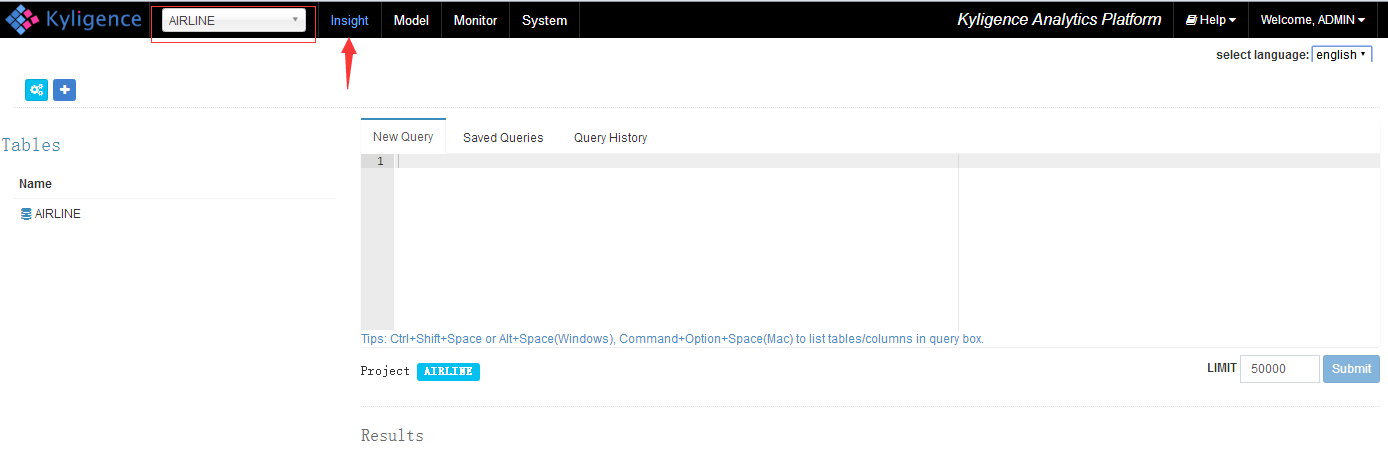 Kyligence AIRLINE Insight Model Monitor System Kyligence Analytics Platform Help Welcome, ADMIN
select language: english
Tables
Name
AIRLINE
New Query Saved Queries Query History
1
Tips: Ctrl+Shift+Space or Alt+Space(Windows), Command+Option+Space(Mac) to list tables/columns in query box.
Project AIRLINE LIMIT 50000 Submit
Results